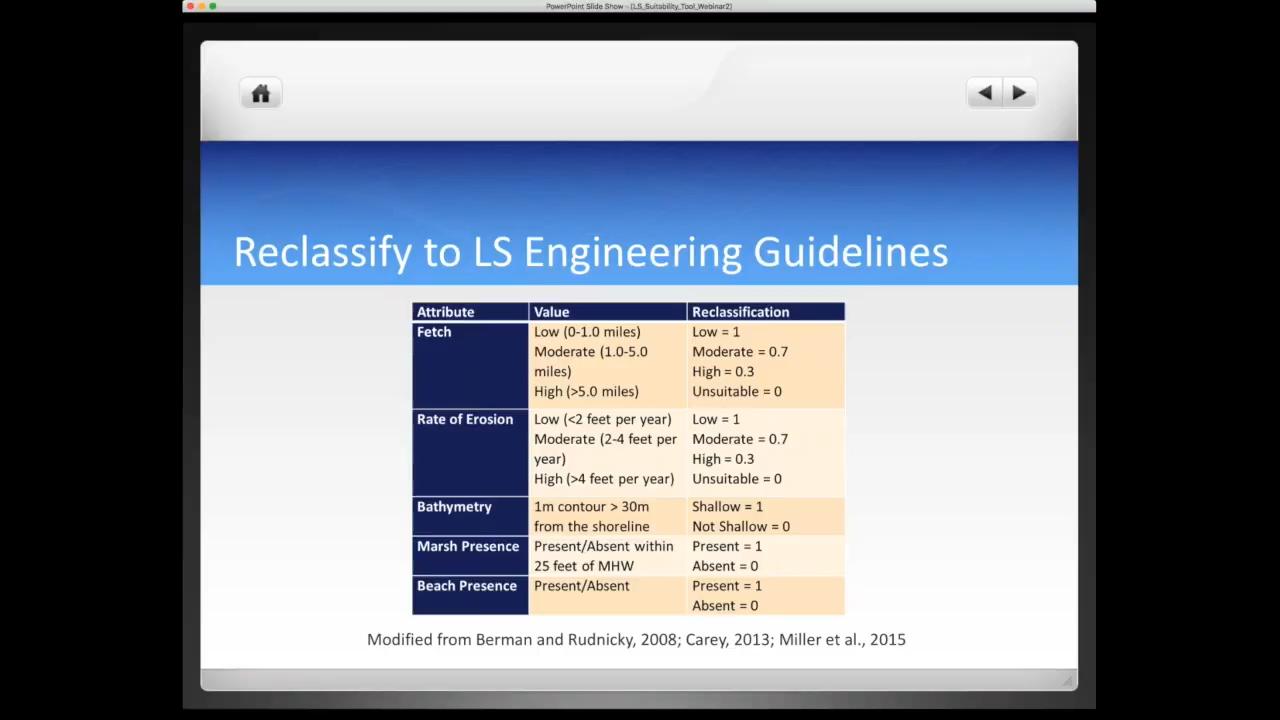 PowerPoint Slide Show - [LS_Suitability_Tool_Webinar2]
Reclassify to LS Engineering Guidelines
Attribute Value Reclassification
Fetch Low (0-1.0 miles) Low = 1
Moderate (1.0-5.0 Moderate = 0.7
miles) High = 0.3
High (>5.0 miles) Unsuitable = 0
Rate of Erosion Low (<2 feet per year) Low = 1
Moderate (2-4 feet per Moderate = 0.7
year) High = 0.3
High (>4 feet per year) Unsuitable = 0
Bathymetry 1m contour > 30m Shallow = 1
from the shoreline Not Shallow = 0
Marsh Presence Present/Absent within Present = 1
25 feet of MHW Absent = 0
Beach Presence Present/Absent Present = 1
Absent = 0
Modified from Berman and Rudnicky, 2008; Carey, 2013; Miller et al., 2015